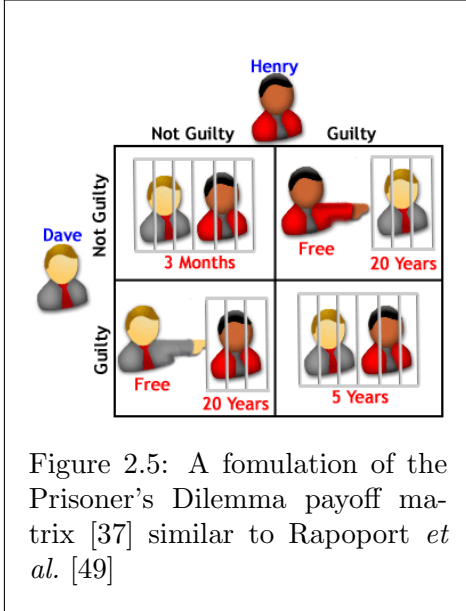 Henry
Not Guilty Guilty
Not Guilty
3 Months
Free
20 Years
Dave
Guilty
Free
20 Years
5 Years
Figure 2.5: A fomulation of the
Prisoner's Dilemma payoff ma-
trix [37] similar to Rapoport et
al. [49]